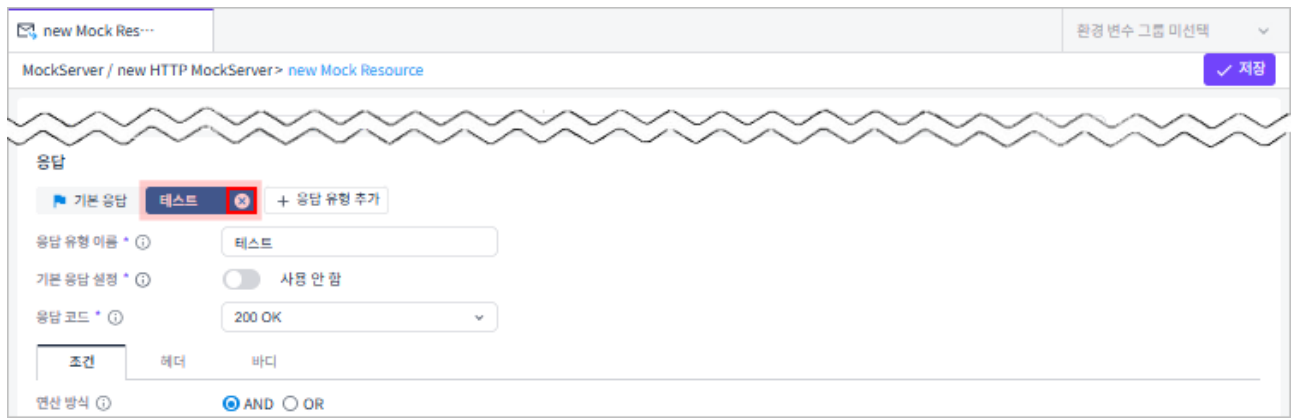 new Mock Res···
환경 변수 그룹 미선택
MockServer / new HTTP MockServer> new Mock Resource
저장
응답
기본 응답 테스트 + 응답 유형 추가
응답 유형 이름 * 테스트
기본 응답 설정 * 사용 안 함
응답 코드 * 200 OK
조건 헤더 바디
연산 방식 AND OR